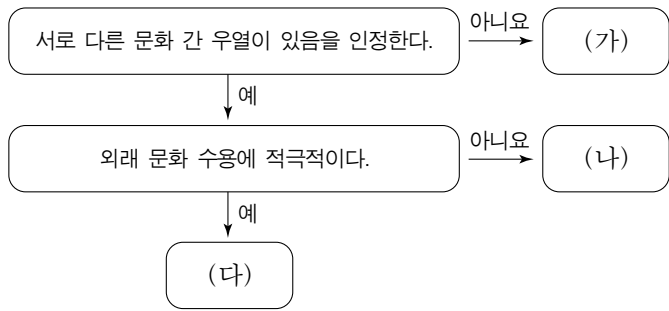 서로 다른 문화 간 우열이 있음을 인정한다.
아니요
(가)
예
외래 문화 수용에 적극적이다.
아니요
(나)
예
(다)